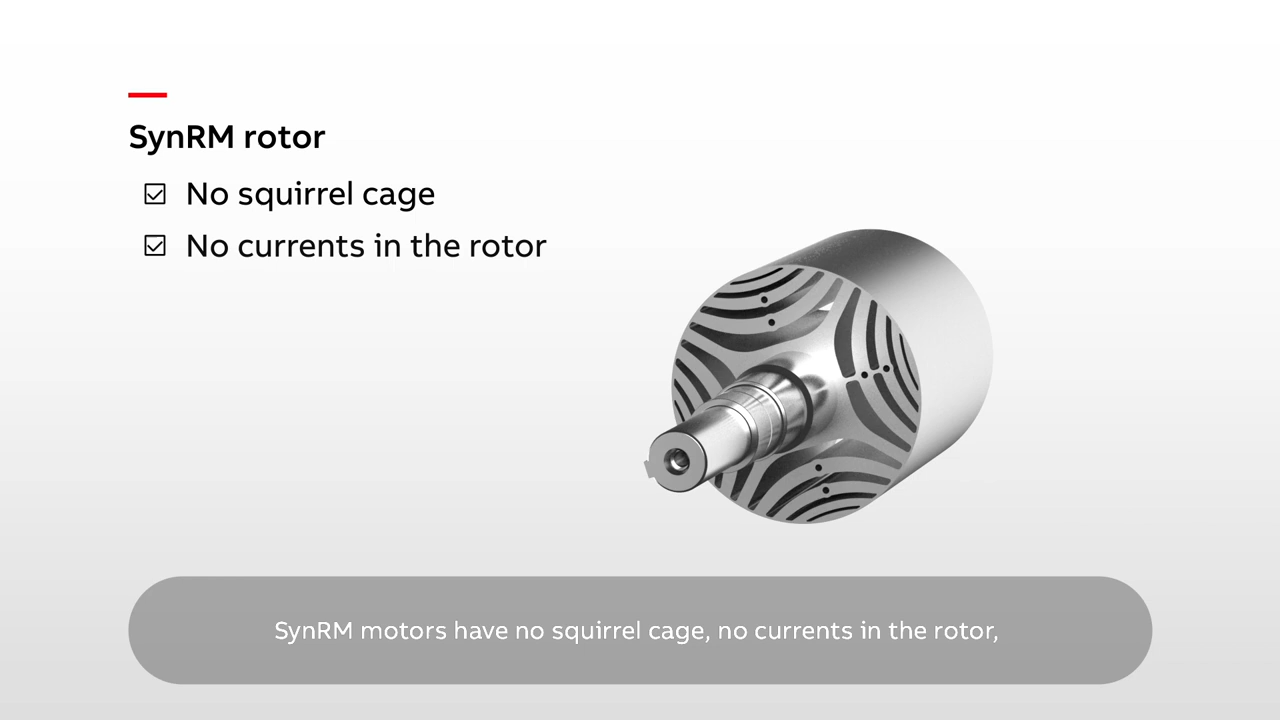 SynRM rotor
No squirrel cage
No currents in the rotor
SynRM motors have no squirrel cage, no currents in the rotor,